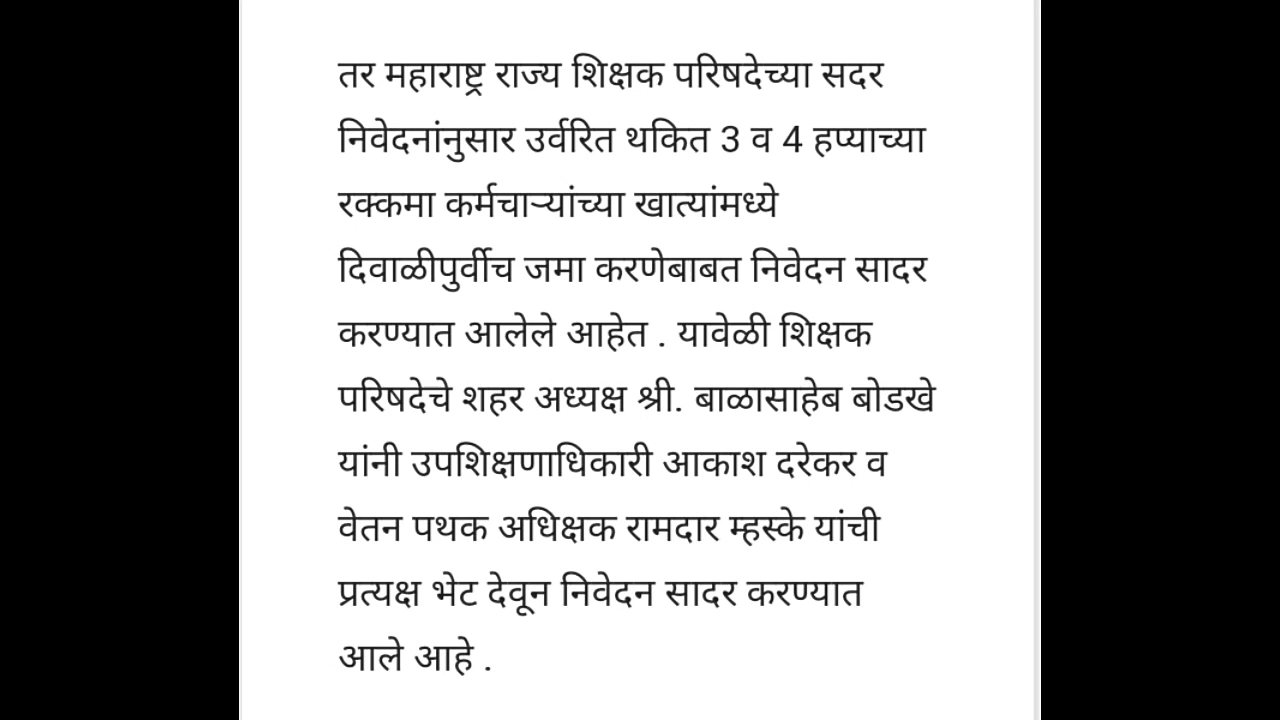 तर महाराष्ट्र राज्य शिक्षक परिषदेच्या सदर
निवेदनांनुसार उर्वरित थकित 3 व 4 हप्याच्या
रक्कमा कर्मचाऱ्यांच्या खात्यांमध्ये
दिवाळीपुर्वीच जमा करणेबाबत निवेदन सादर
करण्यात आलेले आहेत . यावेळी शिक्षक
परिषदेचे शहर अध्यक्ष श्री. बाळासाहेब बोडखे
यांनी उपशिक्षणाधिकारी आकाश दरेकर व
वेतन पथक अधिक्षक रामदार म्हस्के यांची
प्रत्यक्ष भेट देवून निवेदन सादर करण्यात
आले आहे .